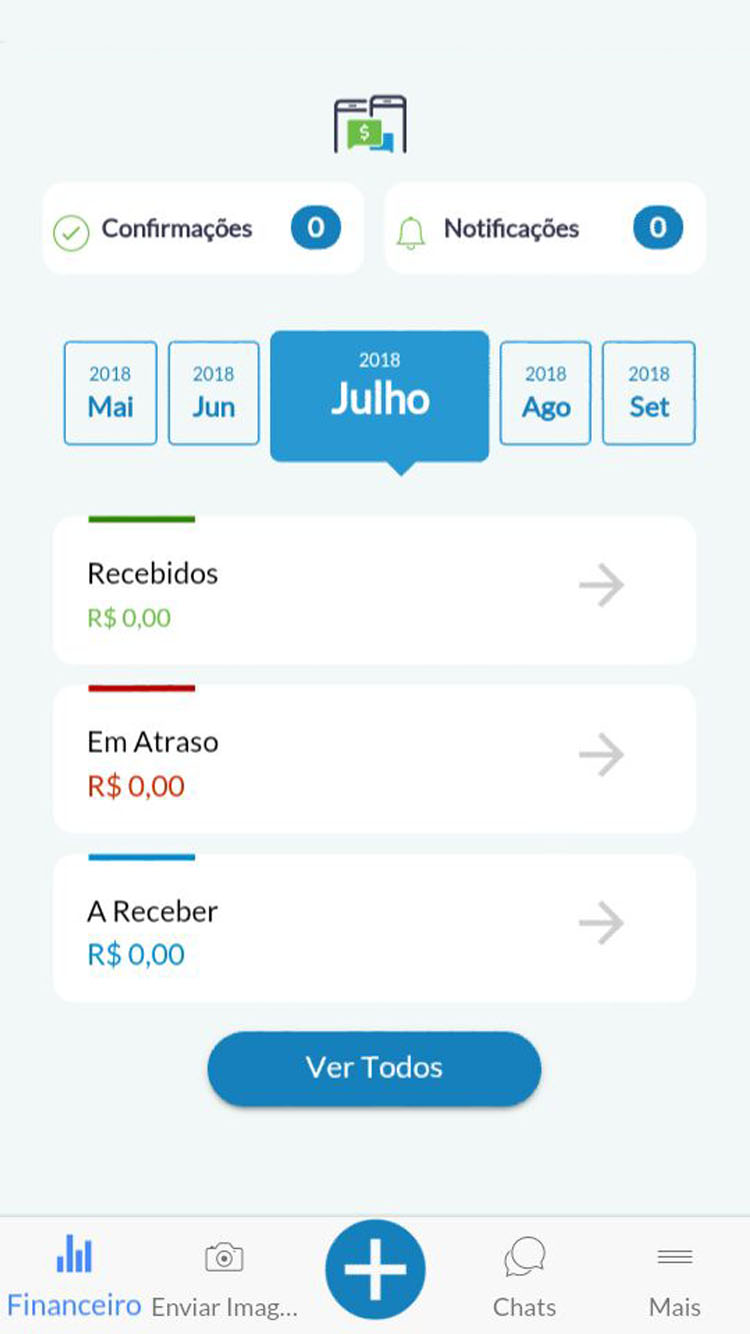 $
Confirmações 0
Notificações 0
2018
Mai
2018
Jun
2018
Julho
2018
Ago
2018
Set
Recebidos
R$ 0,00
Em Atraso
R$ 0,00
A Receber
R$ 0,00
Ver Todos
Financeiro
Enviar Imag...
Chats
Mais